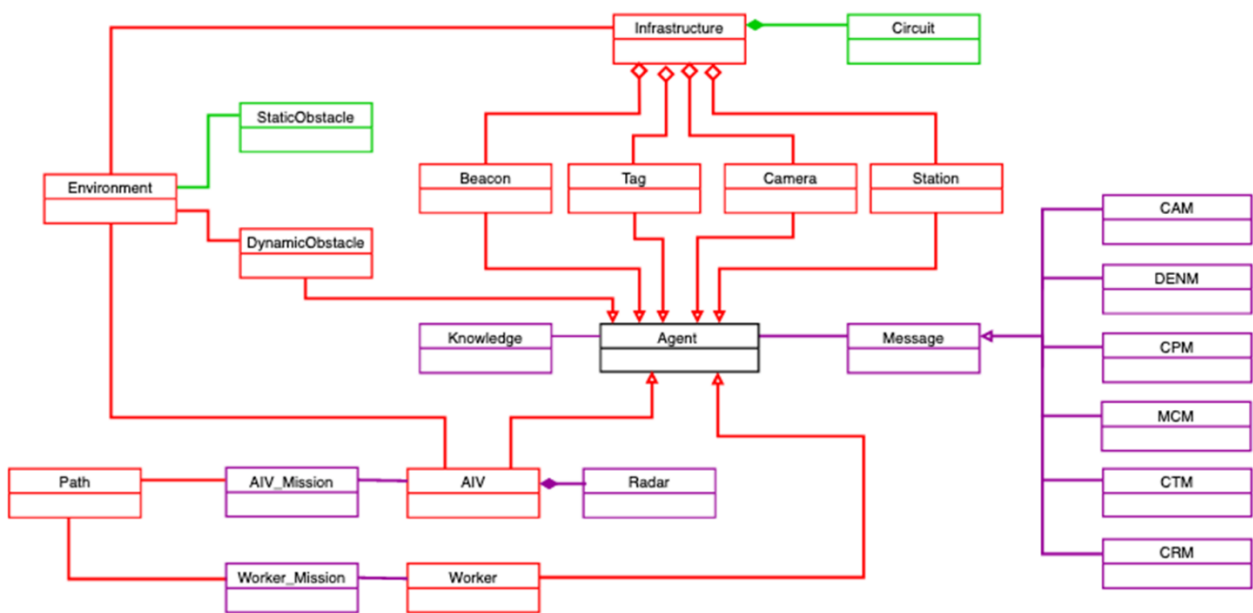 Infrastructure
Circuit
StaticObstacle
Environment
Beacon
Tag
Camera
Station
CAM
DynamicObstacle
DENM
Knowledge
Agent
Message
CPM
MCM
Path
AIV_Mission
AIV
Radar
CTM
CRM
Worker_Mission
Worker